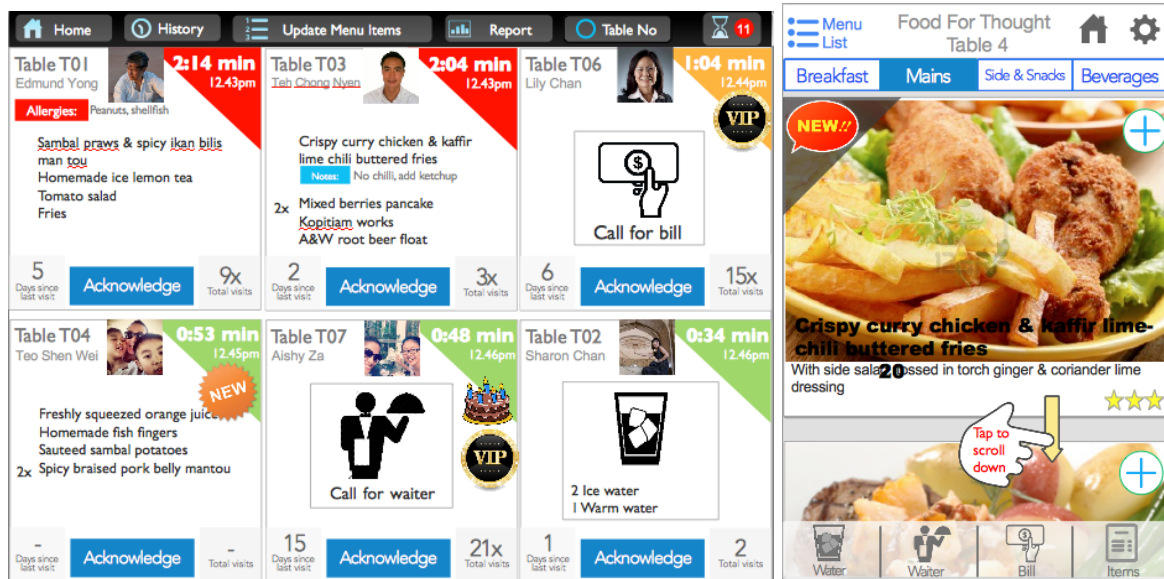 Home
History
1
2
3
Update Menu Items
Report
Table No
11
Table T01
Edmund Yong
2:14 min
12.43pm
Allergies:
Peanuts, shellfish
Sambal praws & spicy ikan bilis
man tou
Homemade ice lemon tea
Tomato salad
Fries
5
Days since
last visit
Acknowledge
9x
Total visits
Table T03
Teh Chong Nyen
2:04 min
12.43pm
Crispy curry chicken & kaffir
lime chili buttered fries
Notes:
No chilli, add ketchup
2x Mixed berries pancake
Kopitiam works
A&W root beer float
2
Days since
last visit
Acknowledge
3x
Total visits
Table T06
Lily Chan
1:04 min
12.44pm
VIP
$
Call for bill
6
Days since
last visit
Acknowledge
15x
Total visits
Table T04
Teo Shen Wei
0:53 min
12.45pm
NEW
Freshly squeezed orange juice
Homemade fish fingers
Sauteed sambal potatoes
2x Spicy braised pork belly mantou
-
Days since
last visit
Acknowledge
-
Total visits
Table T07
Aishy Za
0:48 min
12.46pm
VIP
Call for waiter
15
Days since
last visit
Acknowledge
21x
Total visits
Table T02
Sharon Chan
0:34 min
12.46pm
2 Ice water
1 Warm water
1
Days since
last visit
Acknowledge
2
Total visits
Menu
List
Food For Thought
Table 4
Breakfast
Mains
Side & Snacks
Beverages
NEW!!
Crispy curry chicken & kaffir lime-
chili buttered fries
20
With side salad tossed in torch ginger & coriander lime
dressing
Tap to
scroll
down
Water
Waiter
Bill
Items